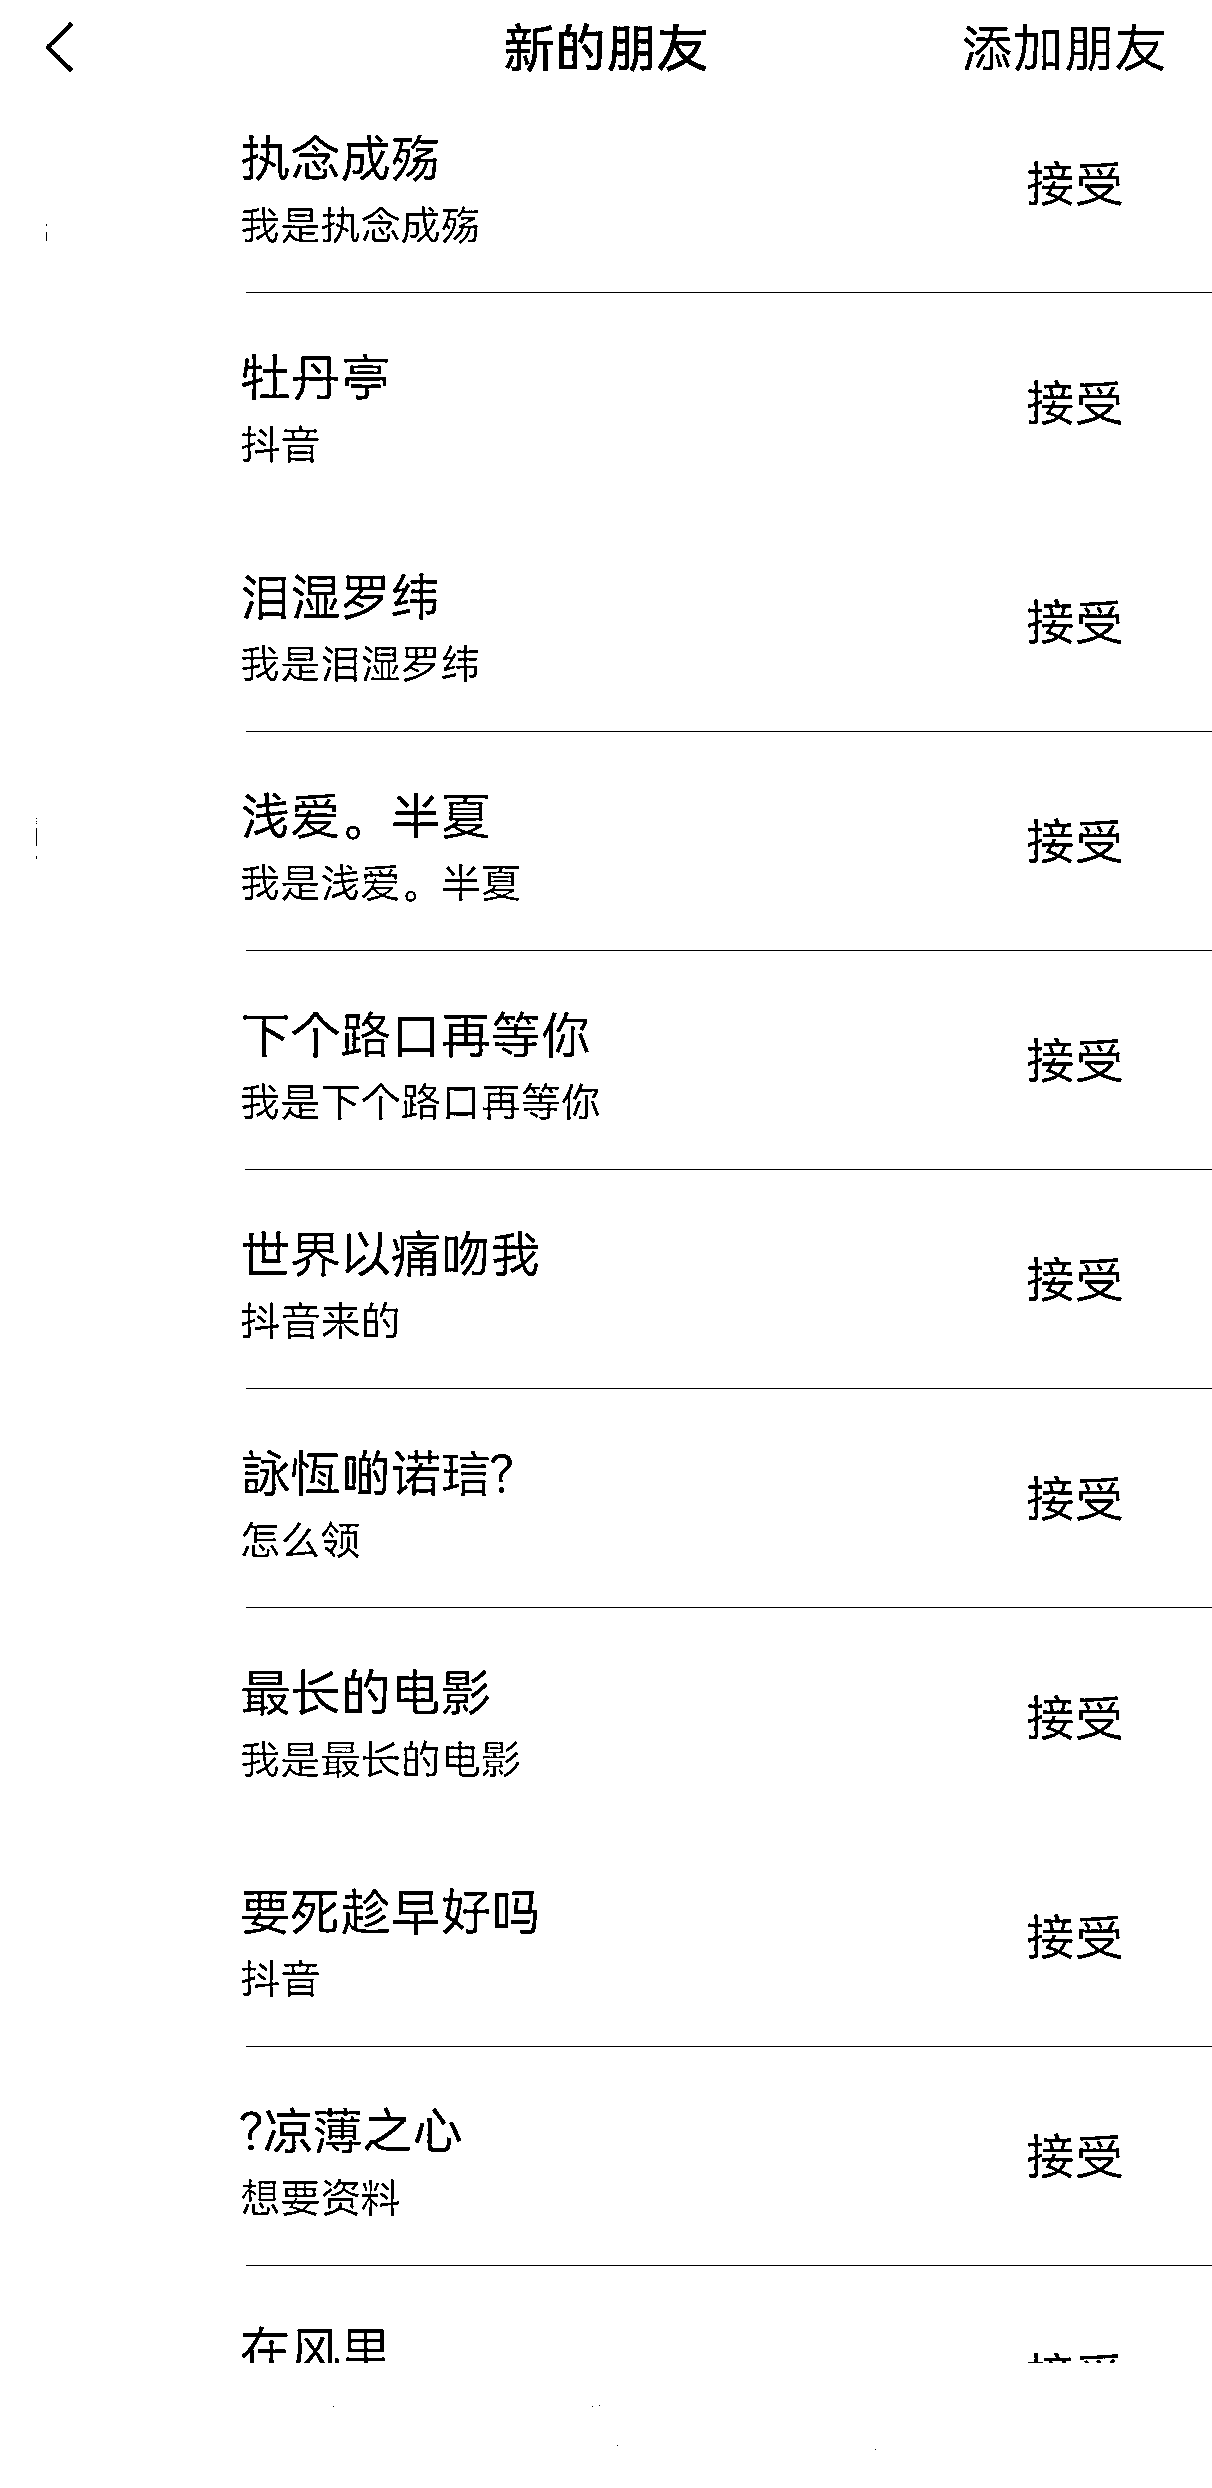 新的朋友 添加朋友
执念成殇
我是执念成殇
接受
牡丹亭
抖音
接受
泪湿罗纬
我是泪湿罗纬
接受
浅爱。半夏
我是浅爱。半夏
接受
下个路口再等你
我是下个路口再等你
接受
世界以痛吻我
抖音来的
接受
詠恆啲诺琂?
怎么领
接受
最长的电影
我是最长的电影
接受
要死趁早好吗
抖音
接受
?凉薄之心
想要资料
接受
在风里